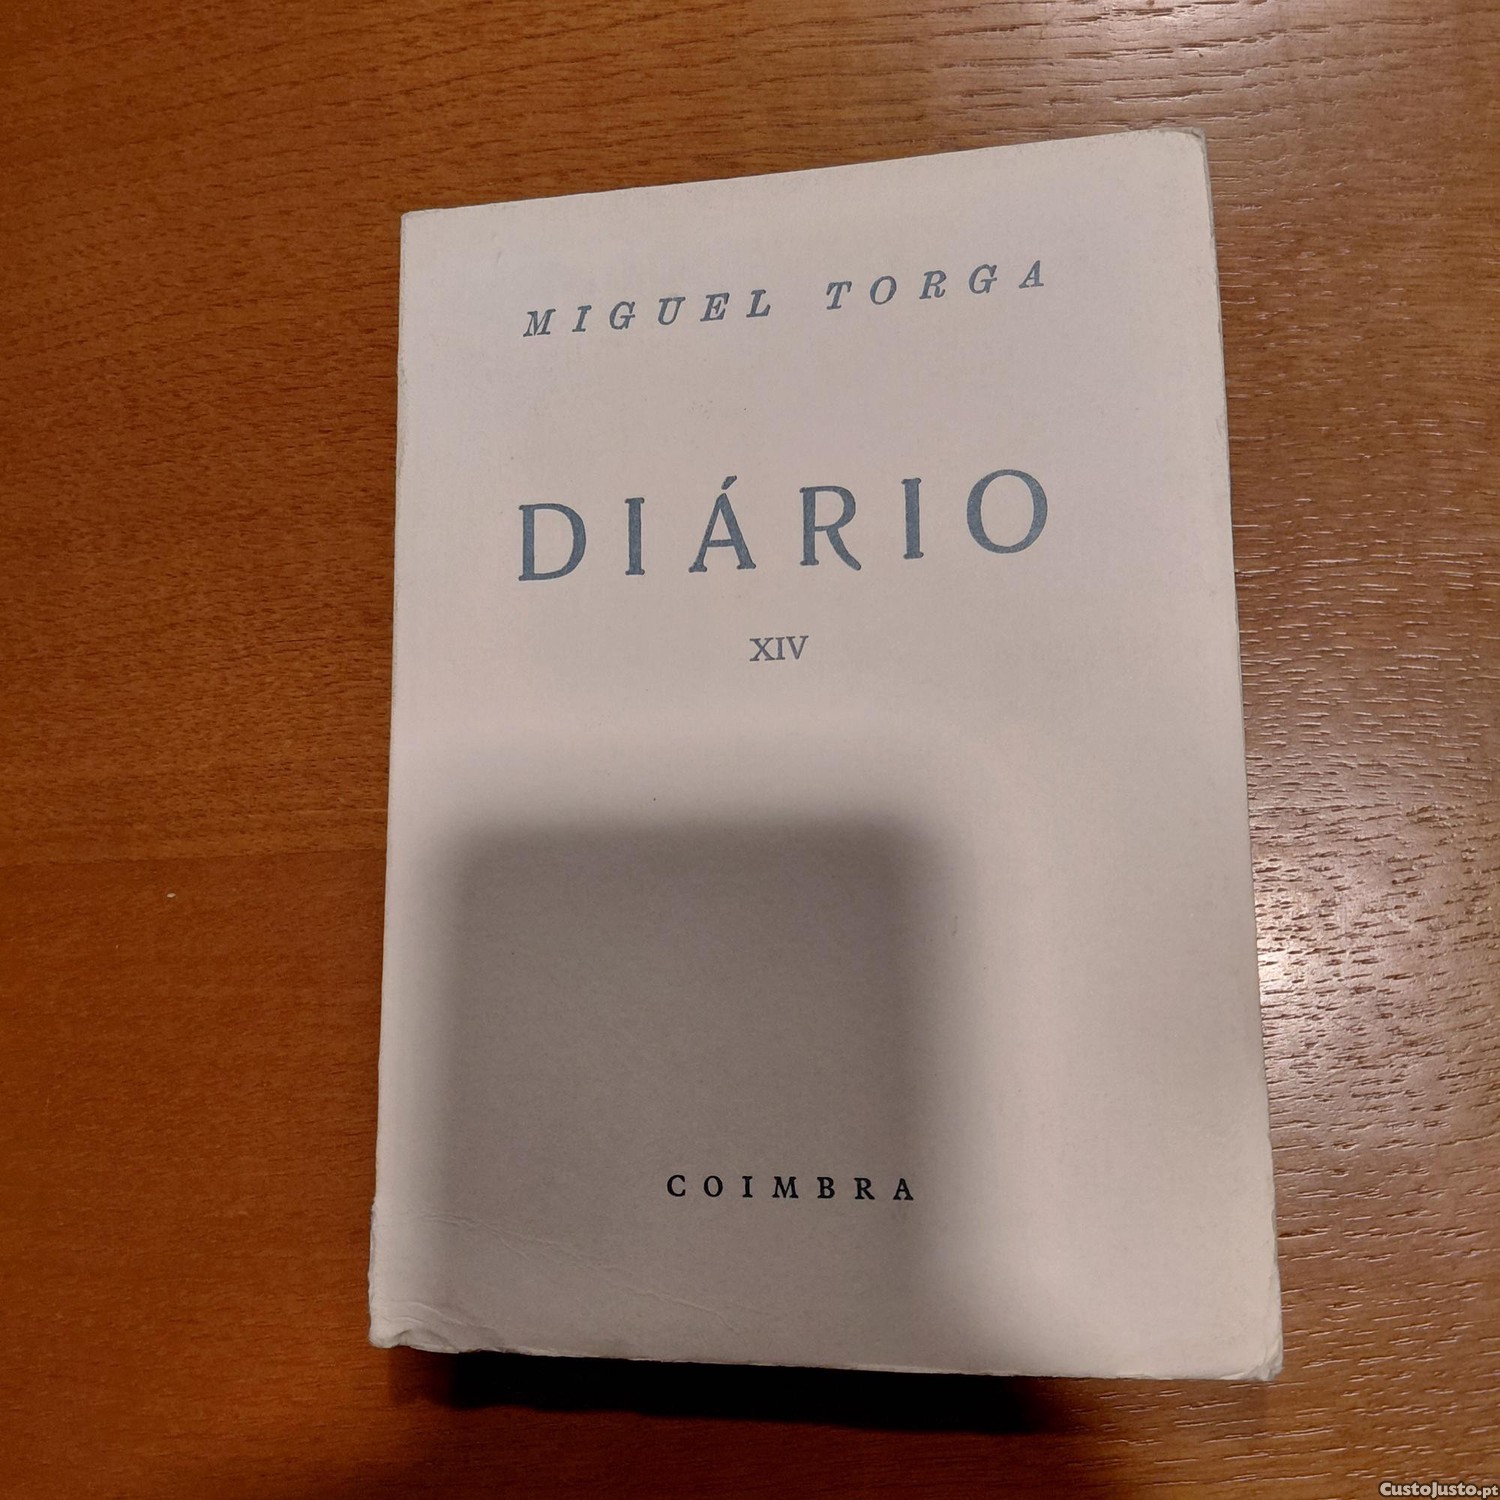 MIGUEL TORGA
DIÁRIO
XIV
COIMBRA
CustoJusto.pt